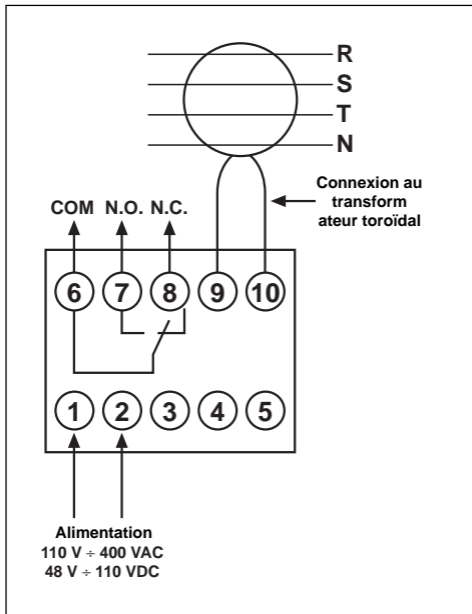 R
S
T
N
Connexion au
transform
ateur toroïdal
COM N.O. N.C.
6 7 8 9 10
1 2 3 4 5
Alimentation
110 V ÷ 400 VAC
48 V ÷ 110 VDC